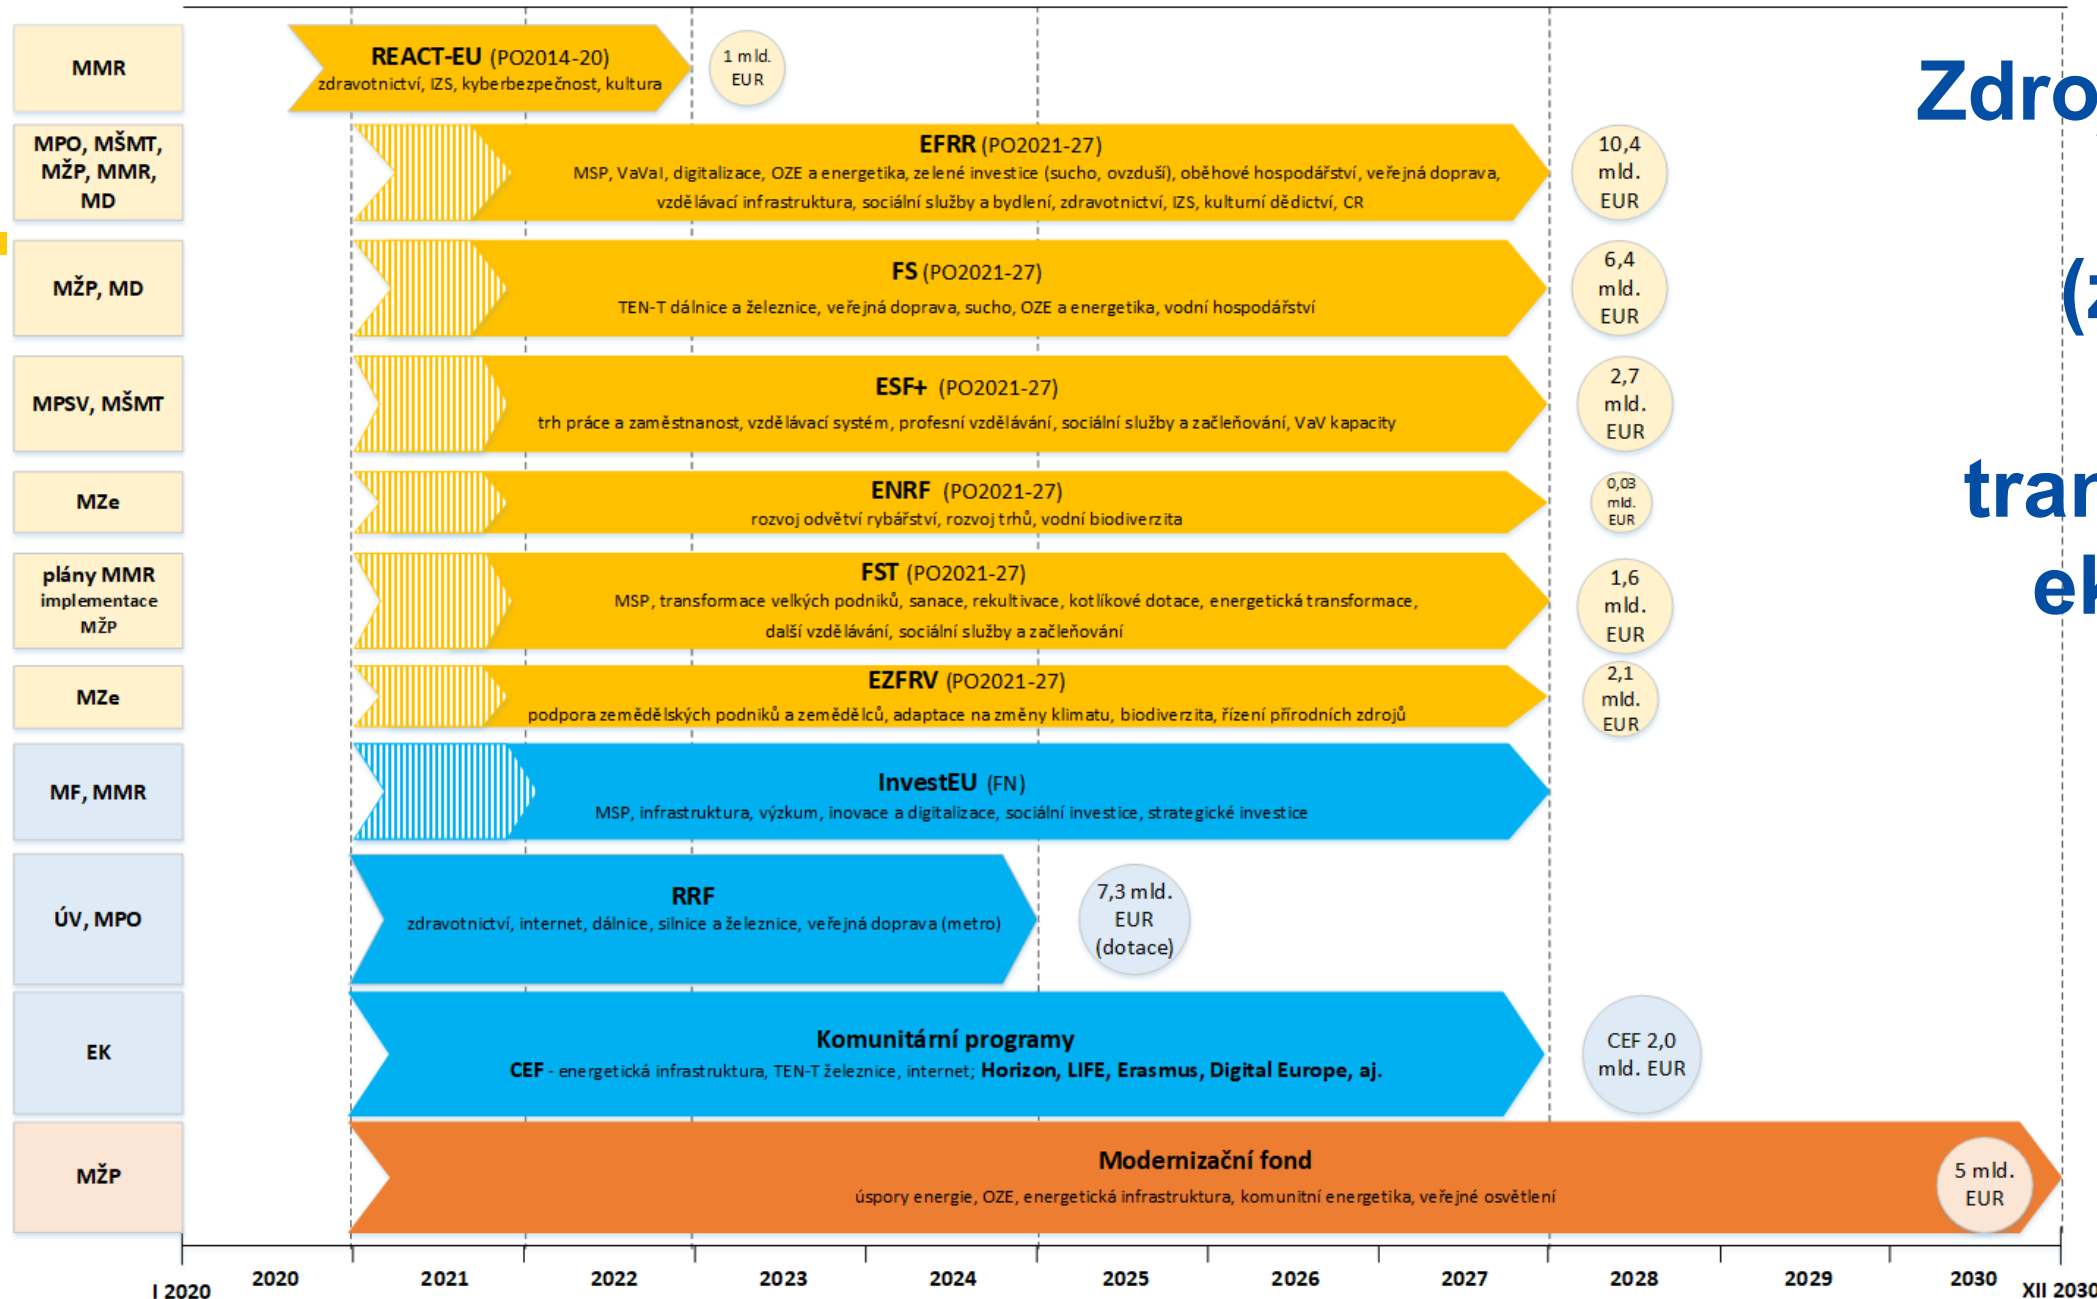 MMR
REACT-EU (PO2014-20)
zdravotnictví, IZS, kyberbezpečnost, kultura
1 mld.
EUR
MPO, MŠMT,
MŽP, MMR,
MD
EFRR (PO2021-27)
MSP, VaVaI, digitalizace, OZE a energetika, zelené investice (sucho, ovzduší), oběhové hospodářství, veřejná doprava,
vzdělávací infrastruktura, sociální služby a bydlení, zdravotnictví, IZS, kulturní dědictví, CR
10,4
mld.
EUR
MŽP, MD
FS (PO2021-27)
TEN-T dálnice a železnice, veřejná doprava, sucho, OZE a energetika, vodní hospodářství
6,4
mld.
EUR
MPSV, MŠMT
ESF+ (PO2021-27)
trh práce a zaměstnanost, vzdělávací systém, profesní vzdělávání, sociální služby a začleňování, VaV kapacity
2,7
mld.
EUR
MZe
ENRF (PO2021-27)
rozvoj odvětví rybářství, rozvoj trhů, vodní biodiverzita
0,03
mld.
EUR
plány MMR
implementace
MŽP
FST (PO2021-27)
MSP, transformace velkých podniků, sanace, rekultivace, kotlíkové dotace, energetická transformace,
další vzdělávání, sociální služby a začleňování
1,6
mld.
EUR
MZe
EZFRV (PO2021-27)
podpora zemědělských podniků a zemědělců, adaptace na změny klimatu, biodiverzita, řízení přírodních zdrojů
2,1
mld.
EUR
MF, MMR
InvestEU (FN)
MSP, infrastruktura, výzkum, inovace a digitalizace, sociální investice, strategické investice
ÚV, MPO
RRF
zdravotnictví, internet, dálnice, silnice a železnice, veřejná doprava (metro)
7,3 mld.
EUR
(dotace)
EK
Komunitární programy
CEF - energetická infrastruktura, TEN-T železnice, internet; Horizon, LIFE, Erasmus, Digital Europe, aj.
CEF 2,0
mld. EUR
MŽP
Modernizační fond
úspory energie, OZE, energetická infrastruktura, komunitní energetika, veřejné osvětlení
5 mld.
EUR
I 2020 2020 2021 2022 2023 2024 2025 2026 2027 2028 2029 2030 XII 2030